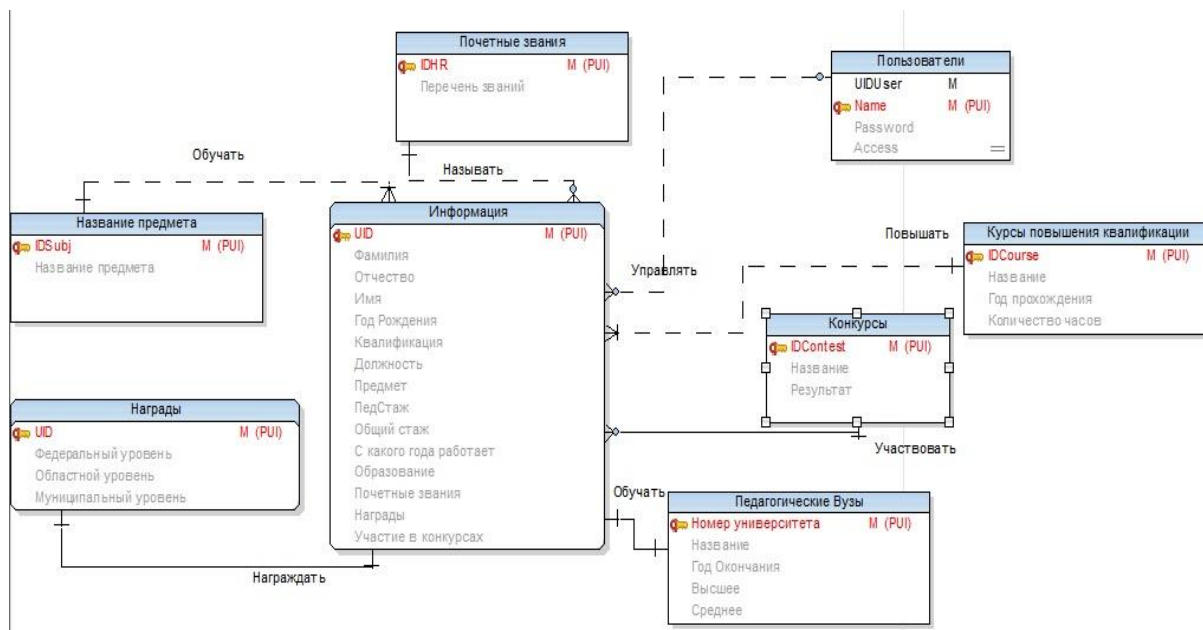 Почетные звания
IDHR M (PUI)
Перечень званий
Пользователи
UIDUser M
Name M (PUI)
Password
Access
Обучать
Называть
Название предмета
IDSubj M (PUI)
Название предмета
Информация
UID M (PUI)
Фамилия
Отчество
Имя
Год Рождения
Квалификация
Должность
Предмет
ПедСтаж
Общий стаж
С какого года работает
Образование
Почетные звания
Награды
Участие в конкурсах
Управлять
Повышать
Курсы повышения квалификации
IDCourse M (PUI)
Название
Год прохождения
Количество часов
Конкурсы
IDContest M (PUI)
Название
Результат
Участвовать
Награды
UID M (PUI)
Федеральный уровень
Областной уровень
Муниципальный уровень
Награждать
Обучать
Педагогические Вузы
Номер университета M (PUI)
Название
Год Окончания
Высшее
Среднее